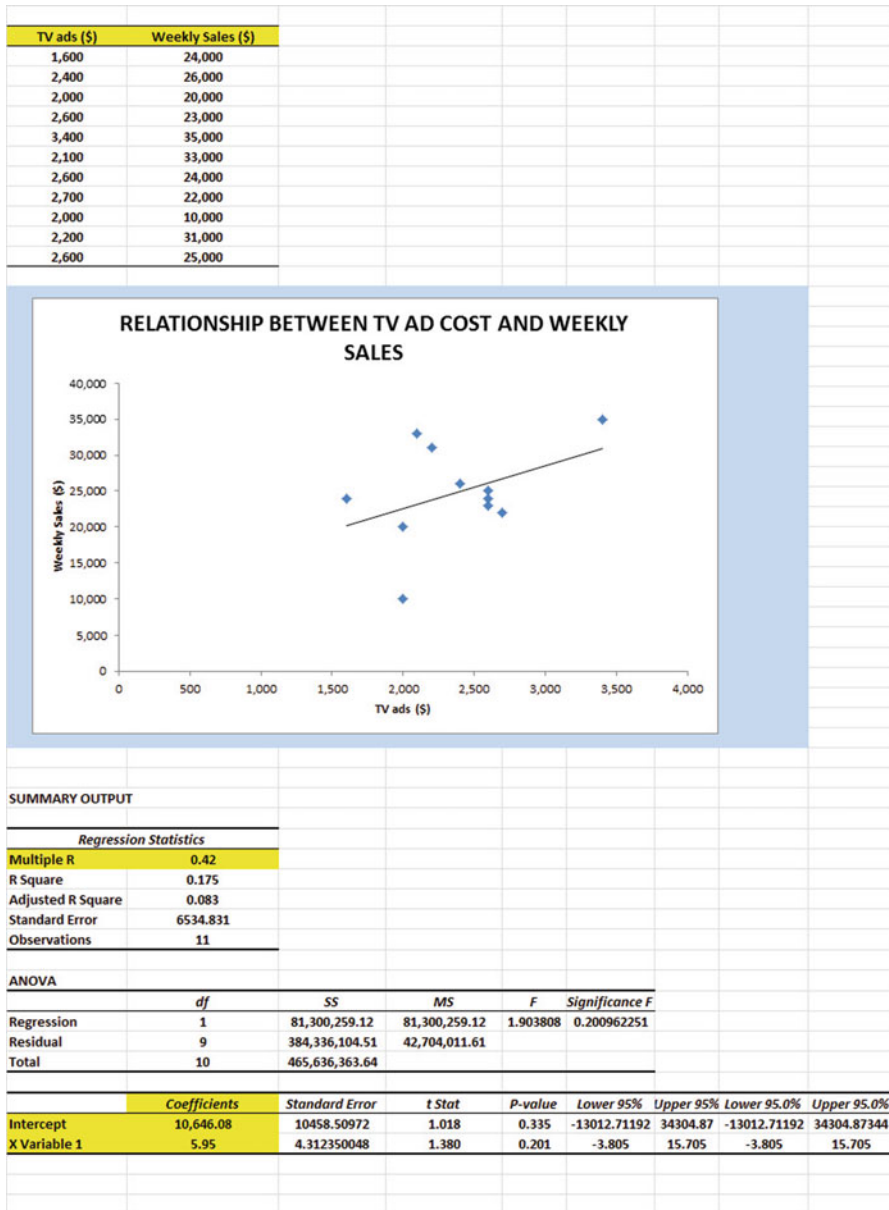 TV ads ($) Weekly Sales ($)
1,600 24,000
2,400 26,000
2,000 20,000
2,600 23,000
3,400 35,000
2,100 33,000
2,600 24,000
2,700 22,000
2,000 10,000
2,200 31,000
2,600 25,000
RELATIONSHIP BETWEEN TV AD COST AND WEEKLY
SALES
40,000
35,000
30,000
25,000
20,000
15,000
10,000
5,000
0
Weekly Sales ($)
0 500 1,000 1,500 2,000 2,500 3,000 3,500 4,000
TV ads ($)
SUMMARY OUTPUT
Regression Statistics
Multiple R 0.42
R Square 0.175
Adjusted R Square 0.083
Standard Error 6534.831
Observations 11
ANOVA
df SS MS F Significance F
Regression 1 81,300,259.12 81,300,259.12 1.903808 0.200962251
Residual 9 384,336,104.51 42,704,011.61
Total 10 465,636,363.64
Coefficients Standard Error t Stat P-value Lower 95% Upper 95% Lower 95.0% Upper 95.0%
Intercept 10,646.08 10458.50972 1.018 0.335 -13012.71192 34304.87 -13012.71192 34304.87344
X Variable 1 5.95 4.312350048 1.380 0.201 -3.805 15.705 -3.805 15.705